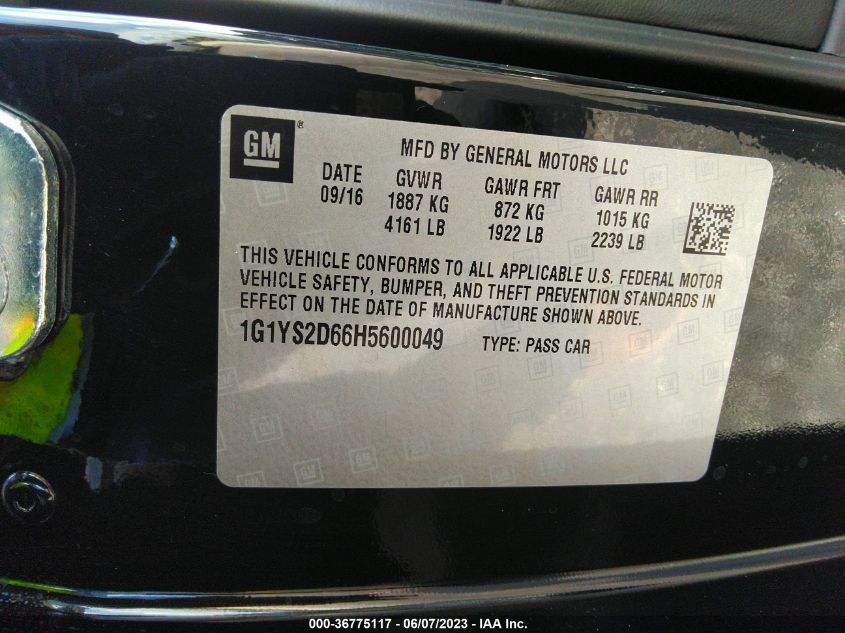 GM ®
MFD BY GENERAL MOTORS LLC
DATE GVWR GAWR FRT GAWR RR
09/16 1887 KG 872 KG 1015 KG
4161 LB 1922 LB 2239 LB
THIS VEHICLE CONFORMS TO ALL APPLICABLE U.S. FEDERAL MOTOR
VEHICLE SAFETY, BUMPER, AND THEFT PREVENTION STANDARDS IN
EFFECT ON THE DATE OF MANUFACTURE SHOWN ABOVE.
1G1YS2D66H5600049 TYPE: PASS CAR
000-36775117 - 06/07/2023 - IAA Inc.